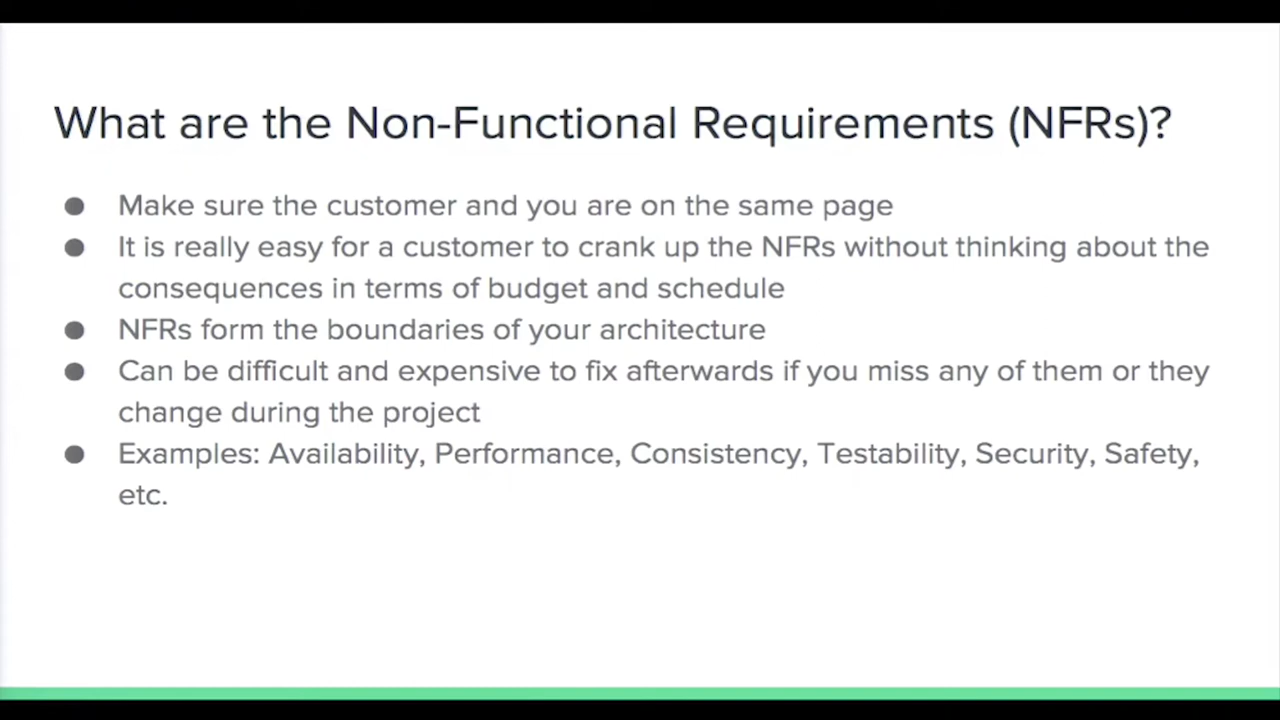 What are the Non-Functional Requirements (NFRs)?
● Make sure the customer and you are on the same page
● It is really easy for a customer to crank up the NFRs without thinking about the
consequences in terms of budget and schedule
● NFRs form the boundaries of your architecture
● Can be difficult and expensive to fix afterwards if you miss any of them or they
change during the project
● Examples: Availability, Performance, Consistency, Testability, Security, Safety,
etc.